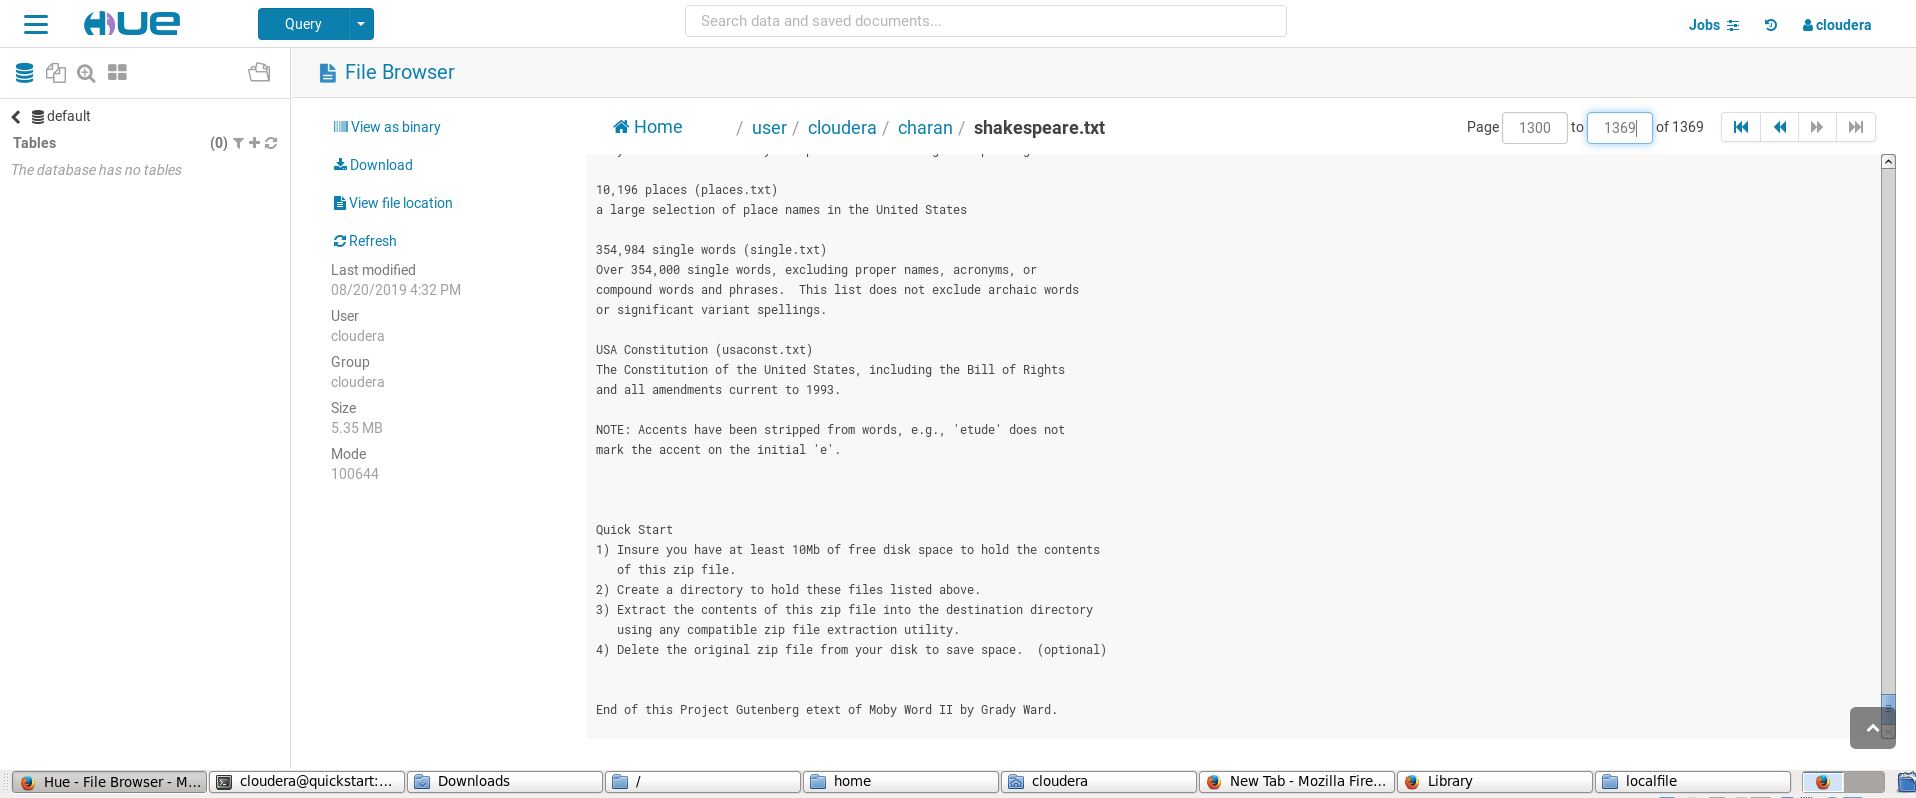 HUE
Query
Search data and saved documents...
Jobs
cloudera
File Browser
default
Tables
(0)
The database has no tables
View as binary
Download
View file location
Refresh
Last modified
08/20/2019 4:32 PM
User
cloudera
Group
cloudera
Size
5.35 MB
Mode
100644
Home / user / cloudera / charan / shakespeare.txt
Page 1300 to 1369 of 1369
10,196 places (places.txt)
a large selection of place names in the United States
354,984 single words (single.txt)
Over 354,000 single words, excluding proper names, acronyms, or
compound words and phrases.  This list does not exclude archaic words
or significant variant spellings.
USA Constitution (usaconst.txt)
The Constitution of the United States, including the Bill of Rights
and all amendments current to 1993.
NOTE: Accents have been stripped from words, e.g., 'etude' does not
mark the accent on the initial 'e'.
Quick Start
1) Insure you have at least 10Mb of free disk space to hold the contents
of this zip file.
2) Create a directory to hold these files listed above.
3) Extract the contents of this zip file into the destination directory
using any compatible zip file extraction utility.
4) Delete the original zip file from your disk to save space.  (optional)
End of this Project Gutenberg etext of Moby Word II by Grady Ward.
Hue - File Browser - M...
cloudera@quickstart:...
Downloads
/
home
cloudera
New Tab - Mozilla Fire...
Library
localfile